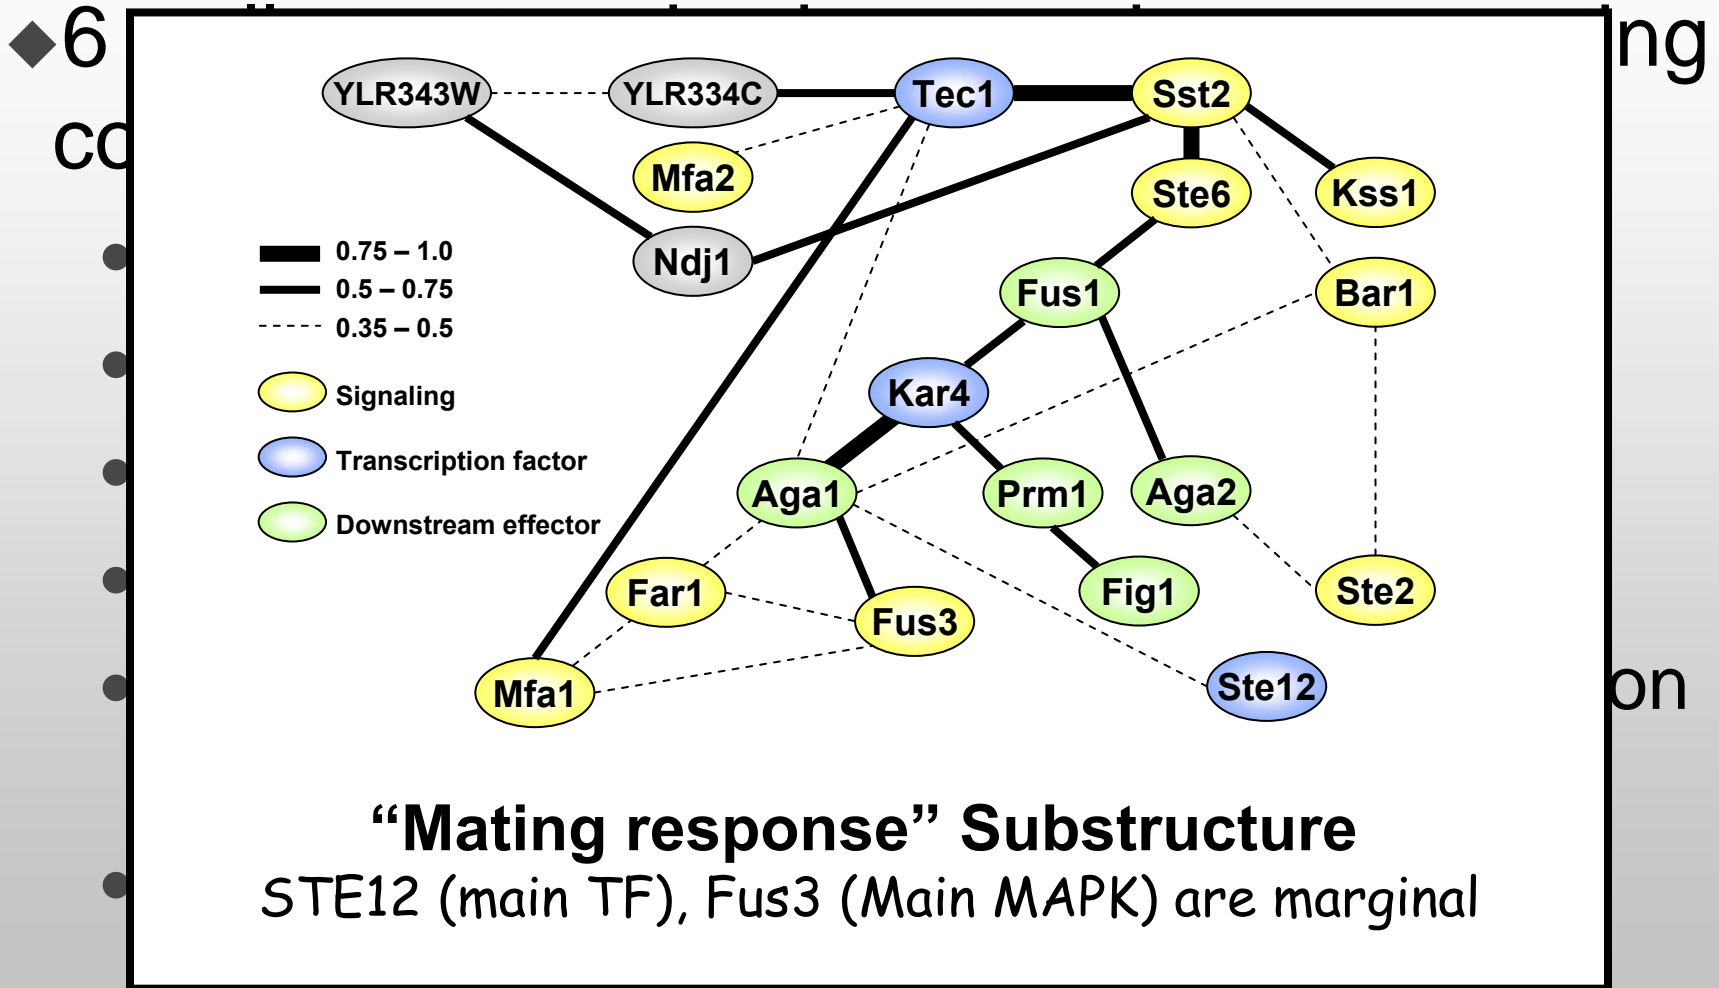 6
ng
co
on
YLR343W YLR334C Tec1 Sst2
Mfa2 Ste6 Kss1
Ndj1
Fus1 Bar1
0.75 – 1.0
0.5 – 0.75
0.35 – 0.5
Kar4
Signaling
Transcription factor
Downstream effector
Aga1 Prm1 Aga2
Far1 Fus3 Fig1 Ste2
Mfa1 Ste12
“Mating response” Substructure
STE12 (main TF), Fus3 (Main MAPK) are marginal